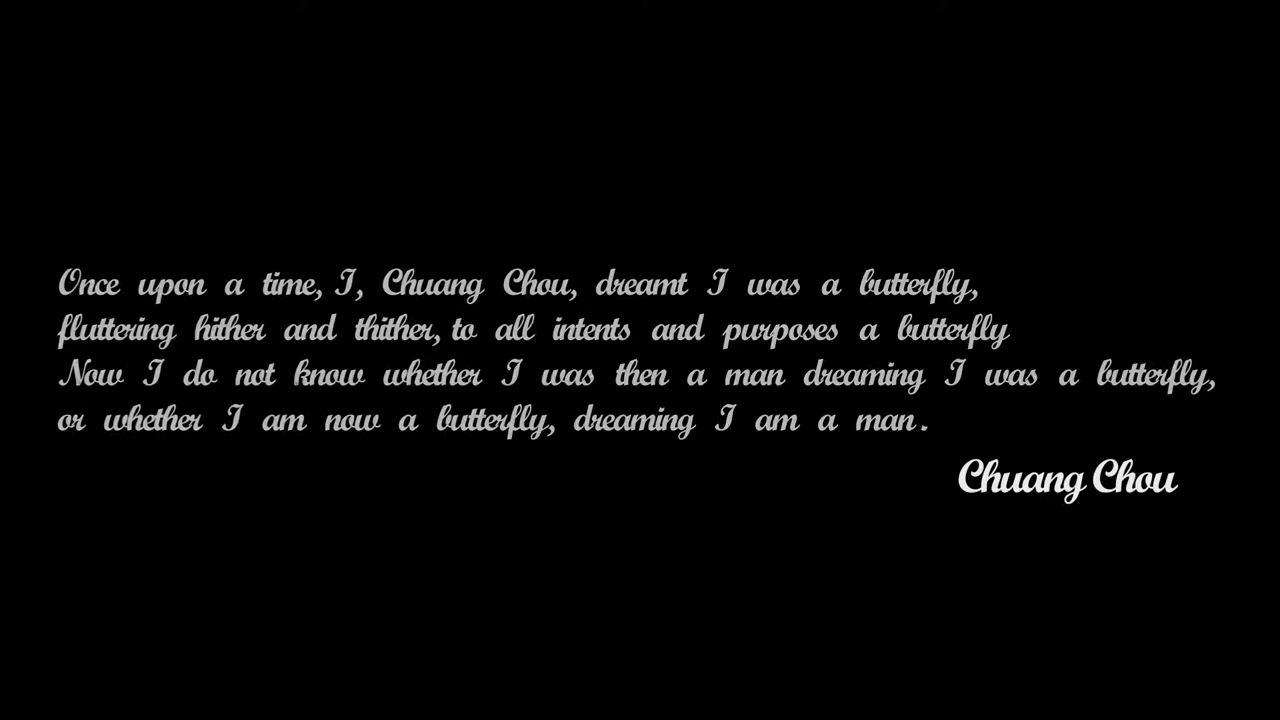 Once upon a time, I, Chuang Chou, dreamt I was a butterfly,
fluttering hither and thither, to all intents and purposes a butterfly
Now I do not know whether I was then a man dreaming I was a butterfly,
or whether I am now a butterfly, dreaming I am a man.
Chuang Chou